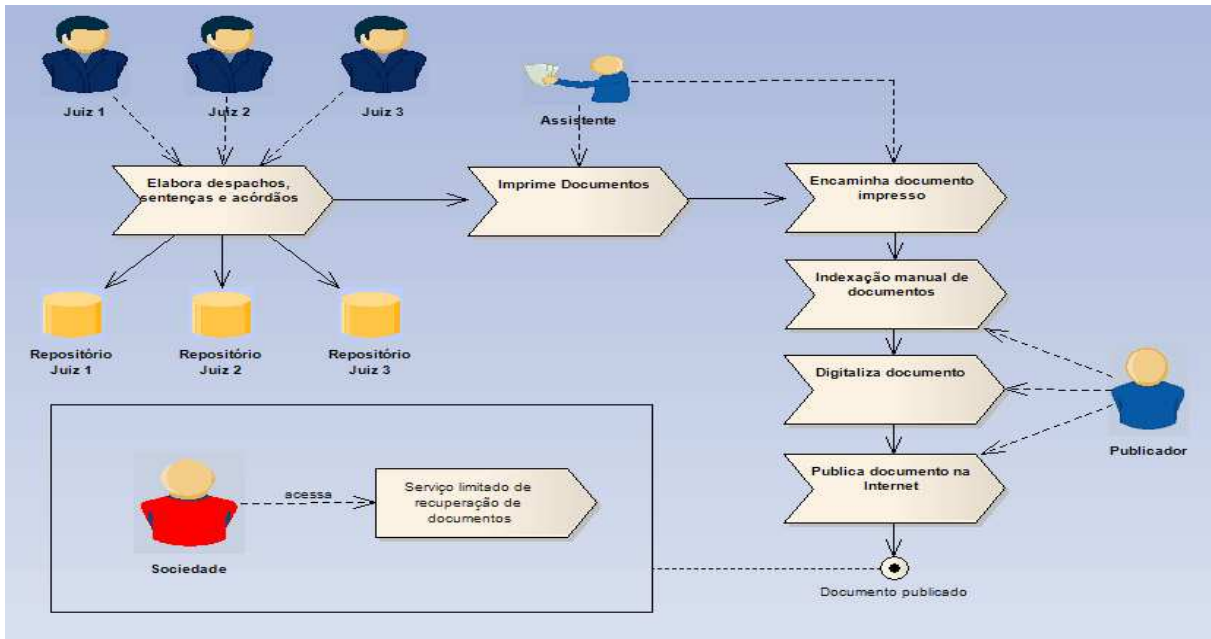 Juiz 1
Juiz 2
Juiz 3
Assistente
Elabora despachos,
sentenças e acórdãos
Imprime Documentos
Encaminha documento
impresso
Repositório
Juiz 1
Repositório
Juiz 2
Repositório
Juiz 3
Indexação manual de
documentos
Digitaliza documento
Publicador
Publica documento na
Internet
Documento publicado
Sociedade
acessa
Serviço limitado de
recuperação de
documentos